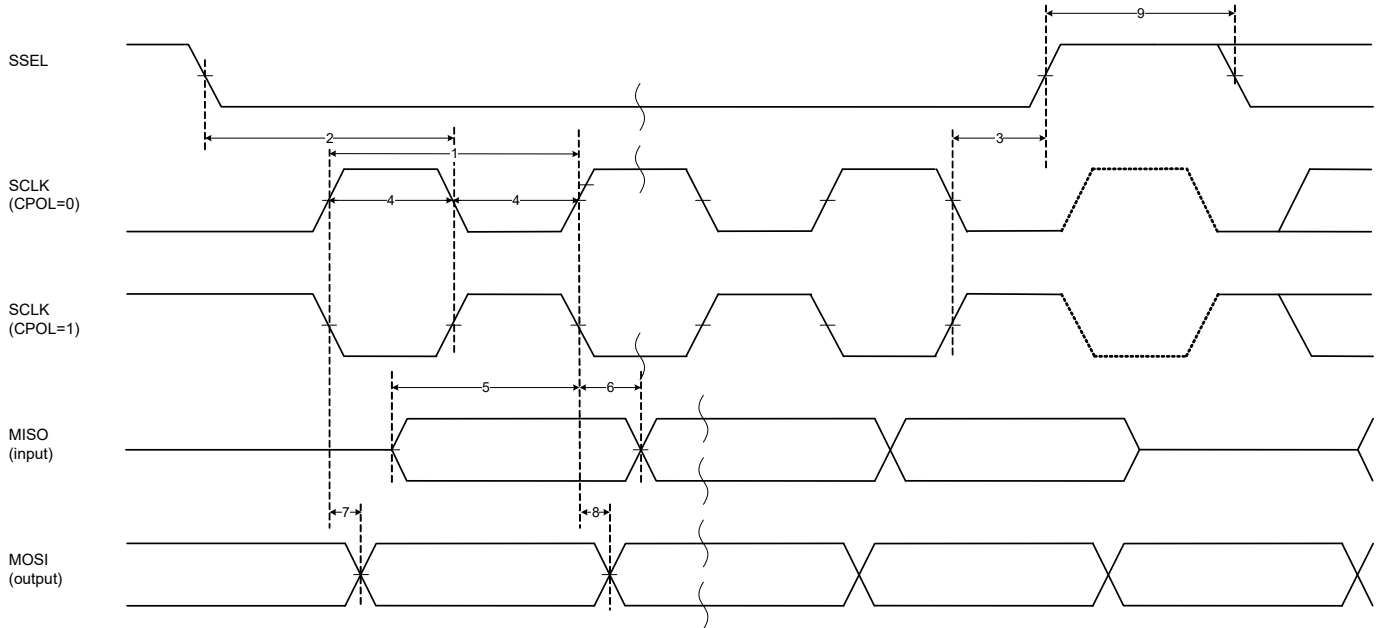 9
SSEL
2
3
1
SCLK
(CPOL=0)
4
4
SCLK
(CPOL=1)
5
6
MISO
(input)
7
8
MOSI
(output)